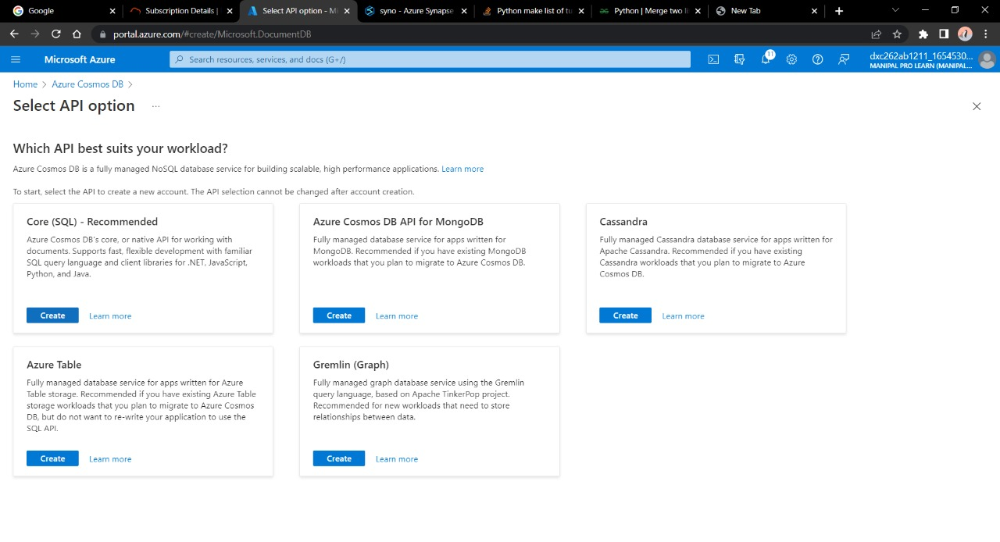 Google
Subscription Details |
Select API option - Mi
syno - Azure Synapse
Python make list of tu
Python | Merge two li
New Tab
portal.azure.com/#create/Microsoft.DocumentDB
Microsoft Azure
Search resources, services, and docs (G+/)
11
dxc262ab1211_1654530...
MANIPAL PRO LEARN (MANIPAL...
Home > Azure Cosmos DB >
Select API option ...
Which API best suits your workload?
Azure Cosmos DB is a fully managed NoSQL database service for building scalable, high performance applications. Learn more
To start, select the API to create a new account. The API selection cannot be changed after account creation.
Core (SQL) - Recommended
Azure Cosmos DB's core, or native API for working with
documents. Supports fast, flexible development with familiar
SQL query language and client libraries for .NET, JavaScript,
Python, and Java.
Create Learn more
Azure Cosmos DB API for MongoDB
Fully managed database service for apps written for
MongoDB. Recommended if you have existing MongoDB
workloads that you plan to migrate to Azure Cosmos DB.
Create Learn more
Cassandra
Fully managed Cassandra database service for apps written for
Apache Cassandra. Recommended if you have existing
Cassandra workloads that you plan to migrate to Azure
Cosmos DB.
Create Learn more
Azure Table
Fully managed database service for apps written for Azure
Table storage. Recommended if you have existing Azure Table
storage workloads that you plan to migrate to Azure Cosmos
DB, but do not want to re-write your application to use the
SQL API.
Create Learn more
Gremlin (Graph)
Fully managed graph database service using the Gremlin
query language, based on Apache TinkerPop project.
Recommended for new workloads that need to store
relationships between data.
Create Learn more